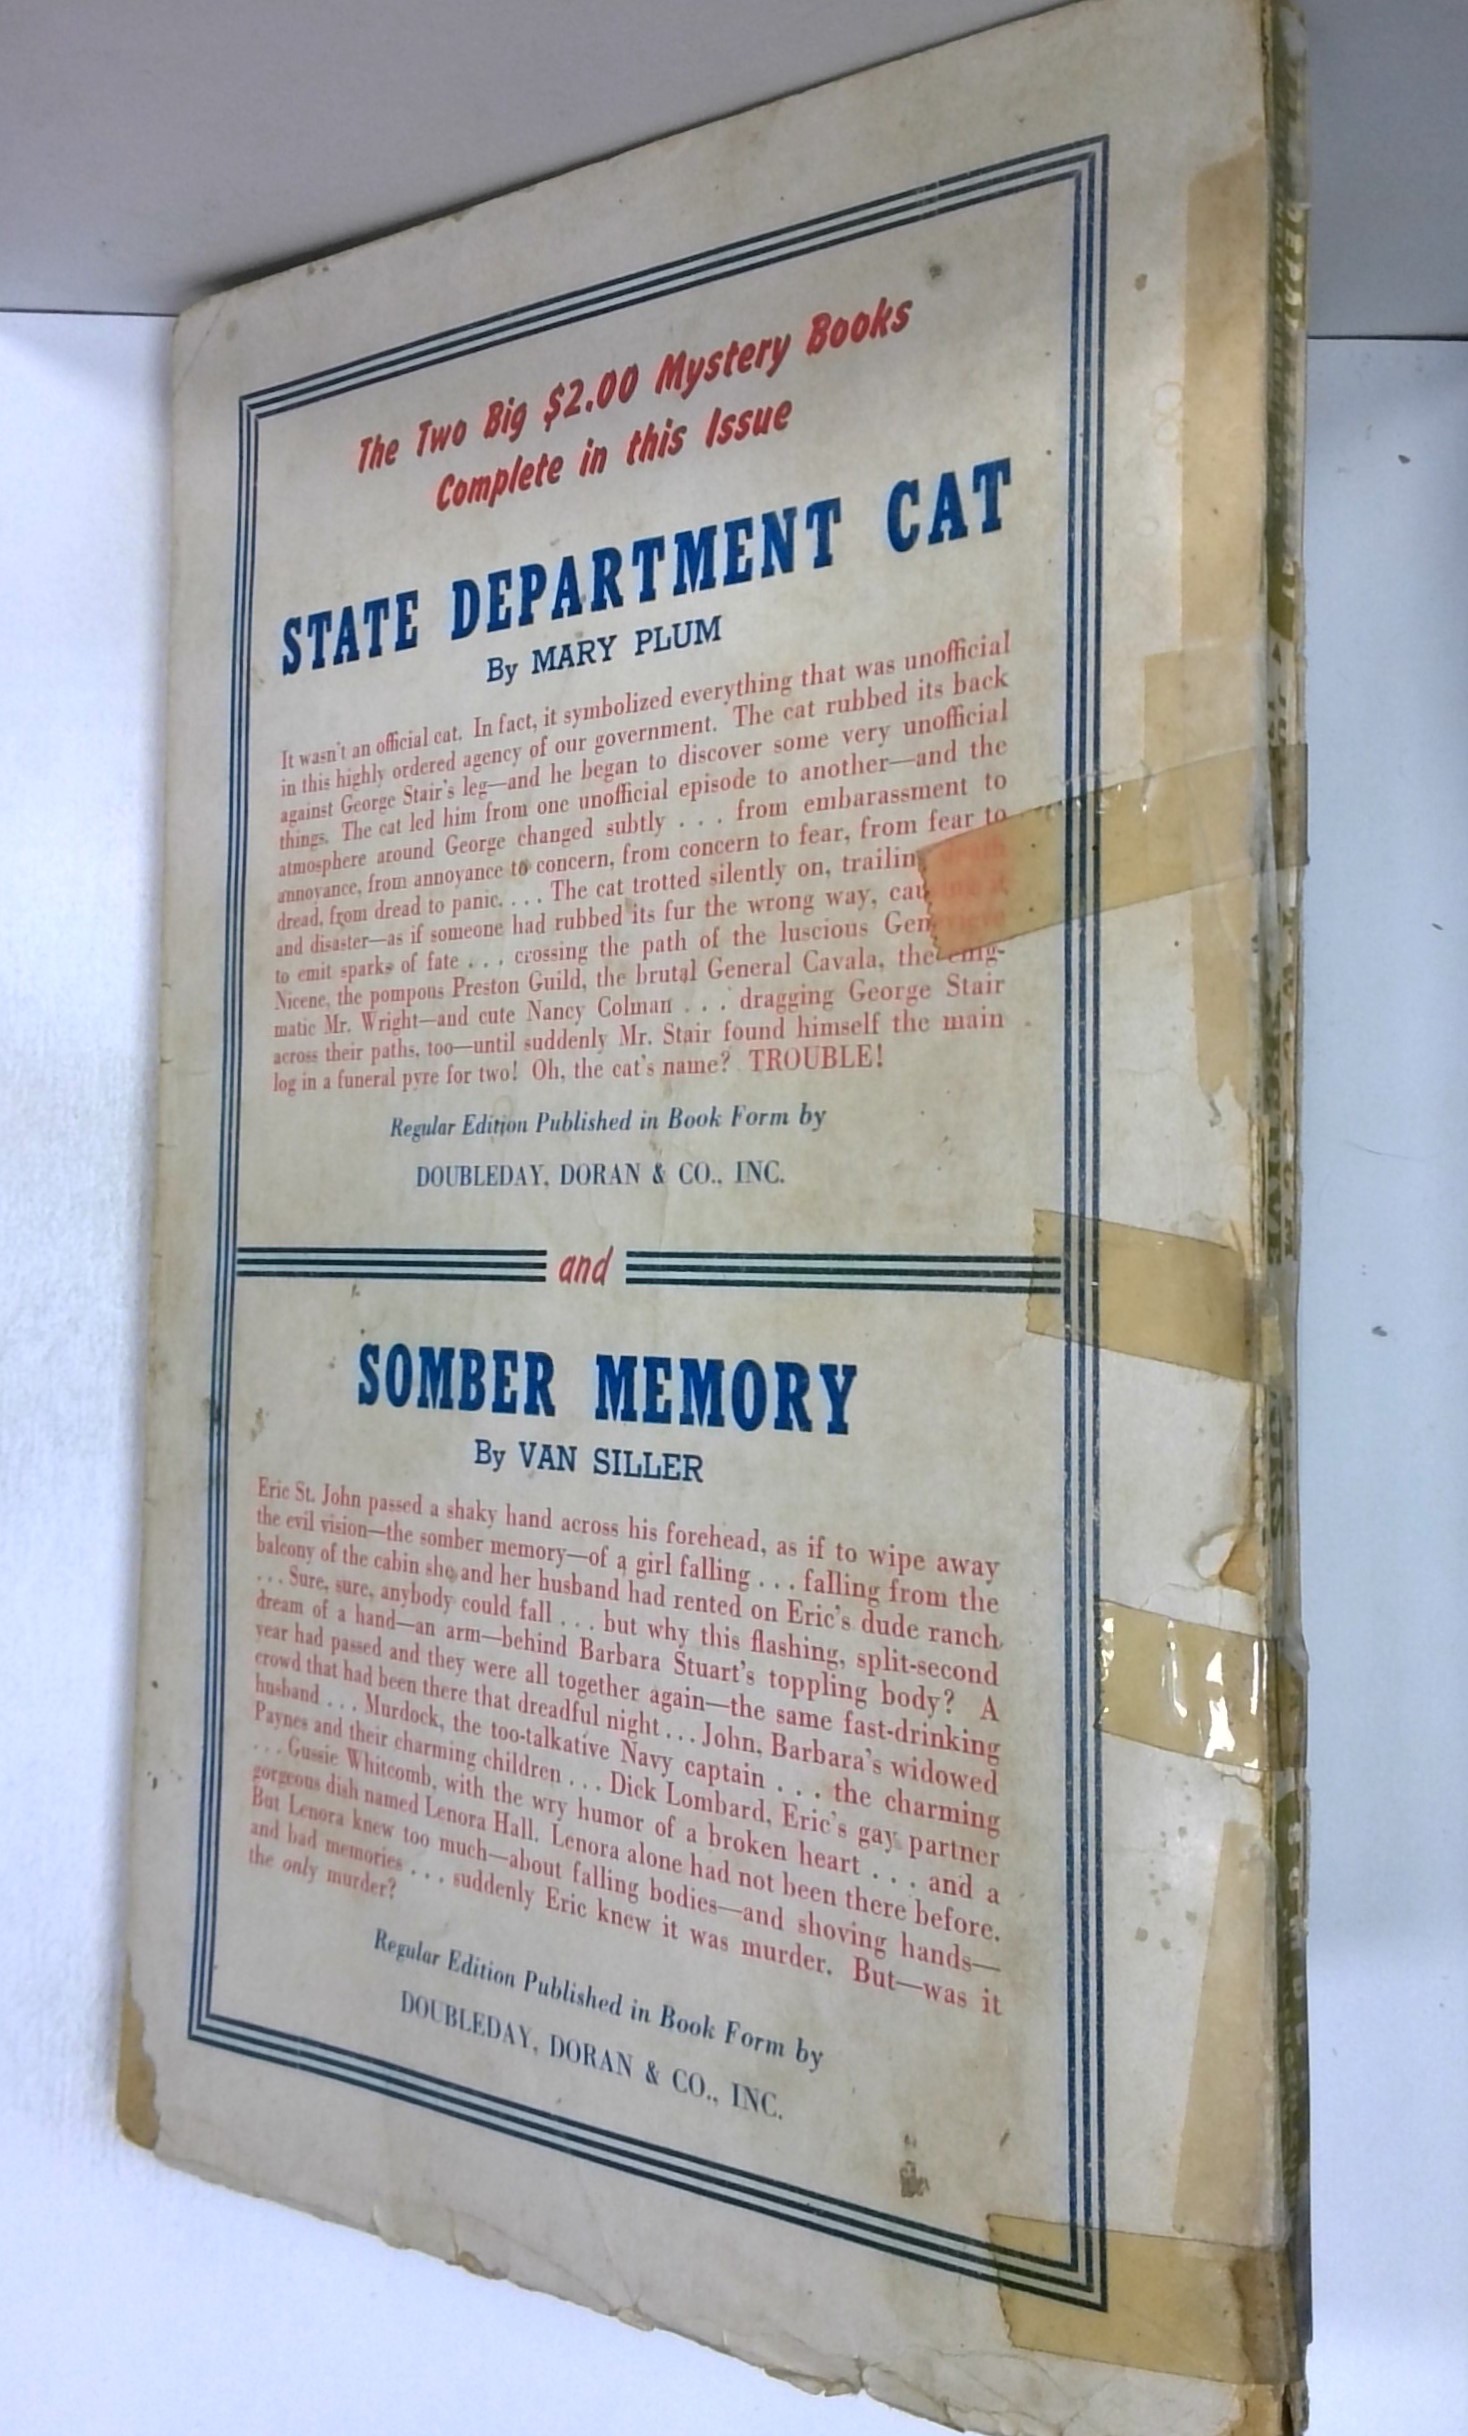 The Two Big $2.00 Mystery Books
Complete in this Issue
STATE DEPARTMENT CAT
By MARY PLUM
It wasn't an official cat. In fact, it symbolized everything that was unofficial
in this highly ordered agency of our government. The cat rubbed its back
against George Stair's leg—and he began to discover some very unofficial
things. The cat led him from one unofficial episode to another—and the
atmosphere around George changed subtly . . . from embarassment to
annoyance, from annoyance to concern, from concern to fear, from fear to
dread, from dread to panic. . . . The cat trotted silently on, trailing death
and disaster—as if someone had rubbed its fur the wrong way, causing it
to emit sparks of fate . . . crossing the path of the luscious Genevieve
Nicene, the pompous Preston Guild, the brutal General Cavala, the enig-
matic Mr. Wright—and cute Nancy Colman . . . dragging George Stair
across their paths, too—until suddenly Mr. Stair found himself the main
log in a funeral pyre for two! Oh, the cat's name? TROUBLE!
Regular Edition Published in Book Form by
DOUBLEDAY, DORAN & CO., INC.
and
SOMBER MEMORY
By VAN SILLER
Eric St. John passed a shaky hand across his forehead, as if to wipe away
the evil vision—the somber memory—of a girl falling . . . falling from the
balcony of the cabin she and her husband had rented on Eric's dude ranch.
. . . Sure, sure, anybody could fall . . . but why this flashing, split-second
dream of a hand—an arm—behind Barbara Stuart's toppling body? A
year had passed and they were all together again—the same fast-drinking
crowd that had been there that dreadful night . . . John, Barbara's widowed
husband . . . Murdock, the too-talkative Navy captain . . . the charming
Paynes and their charming children . . . Dick Lombard, Eric's gay partner
. . . Gussie Whitcomb, with the wry humor of a broken heart . . . and a
gorgeous dish named Lenora Hall. Lenora alone had not been there before.
But Lenora knew too much—about falling bodies—and shoving hands—
and bad memories . . . suddenly Eric knew it was murder. But—was it
the only murder?
Regular Edition Published in Book Form by
DOUBLEDAY, DORAN & CO., INC.